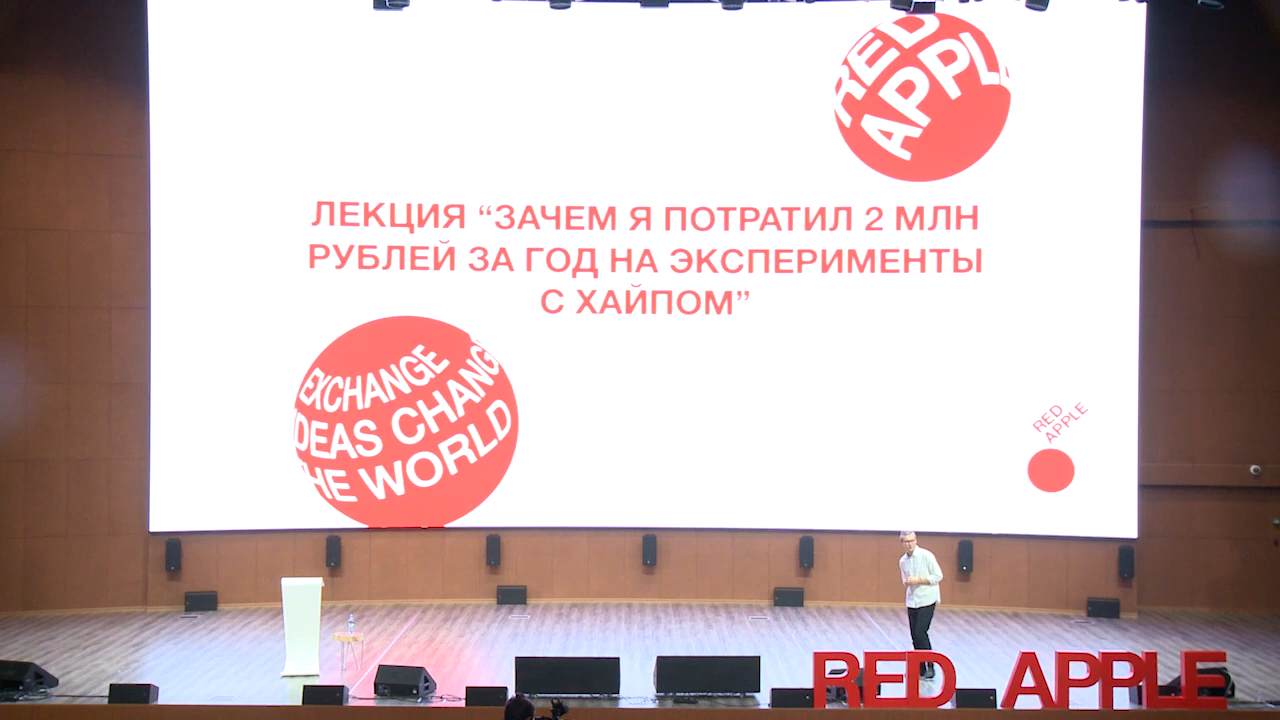 RED
APPL
ЛЕКЦИЯ “ЗАЧЕМ Я ПОТРАТИЛ 2 МЛН
РУБЛЕЙ ЗА ГОД НА ЭКСПЕРИМЕНТЫ
С ХАЙПОМ”
EXCHANGE
IDEAS CHANGE
THE WORLD
RED
APPLE
RED APPLE